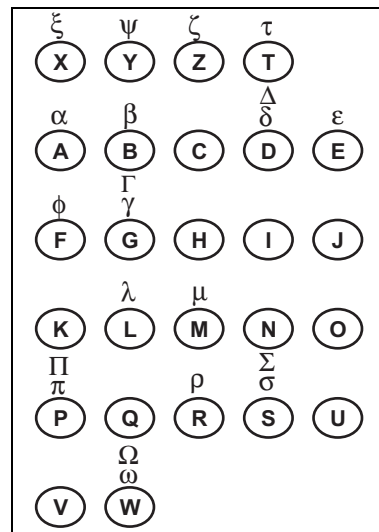 ξ ψ ζ τ
X Y Z T
Δ
α β δ ε
A B C D E
Γ
φ γ
F G H I J
λ μ
K L M N O
Π Σ
π ρ σ
P Q R S U
Ω
ω
V W